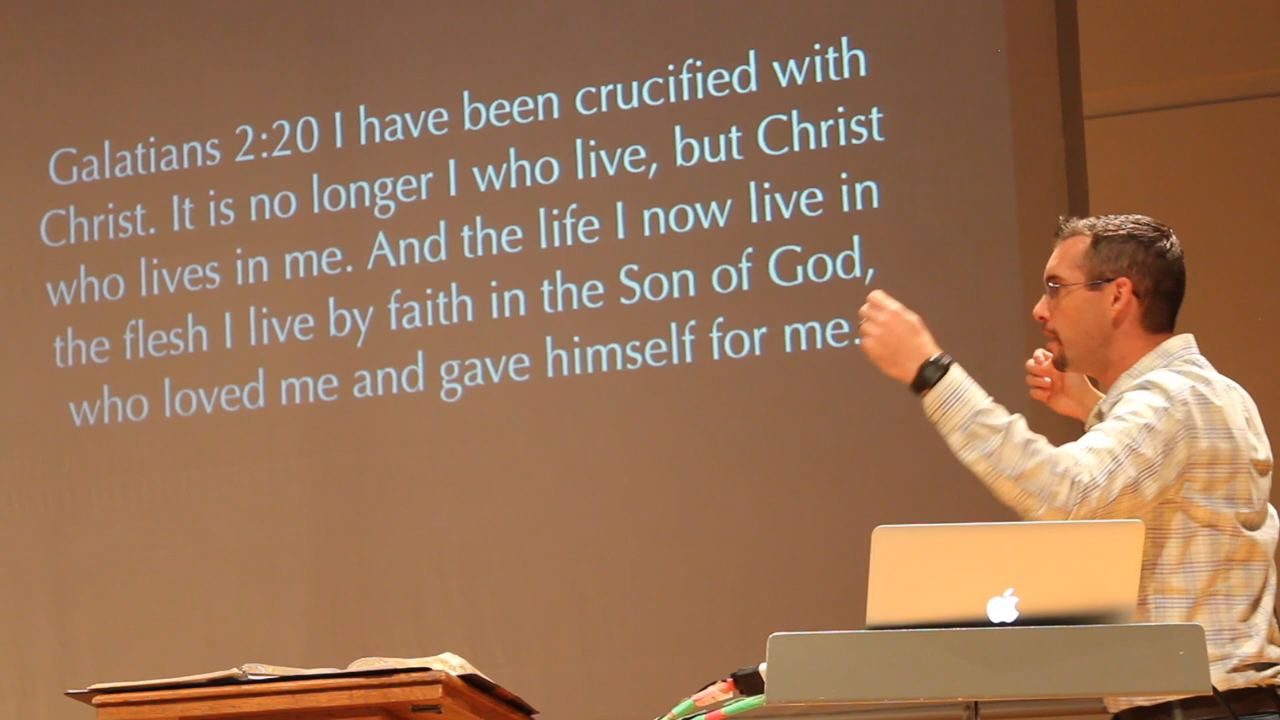 Galatians 2:20 I have been crucified with
Christ. It is no longer I who live, but Christ
who lives in me. And the life I now live in
the flesh I live by faith in the Son of God,
who loved me and gave himself for me.